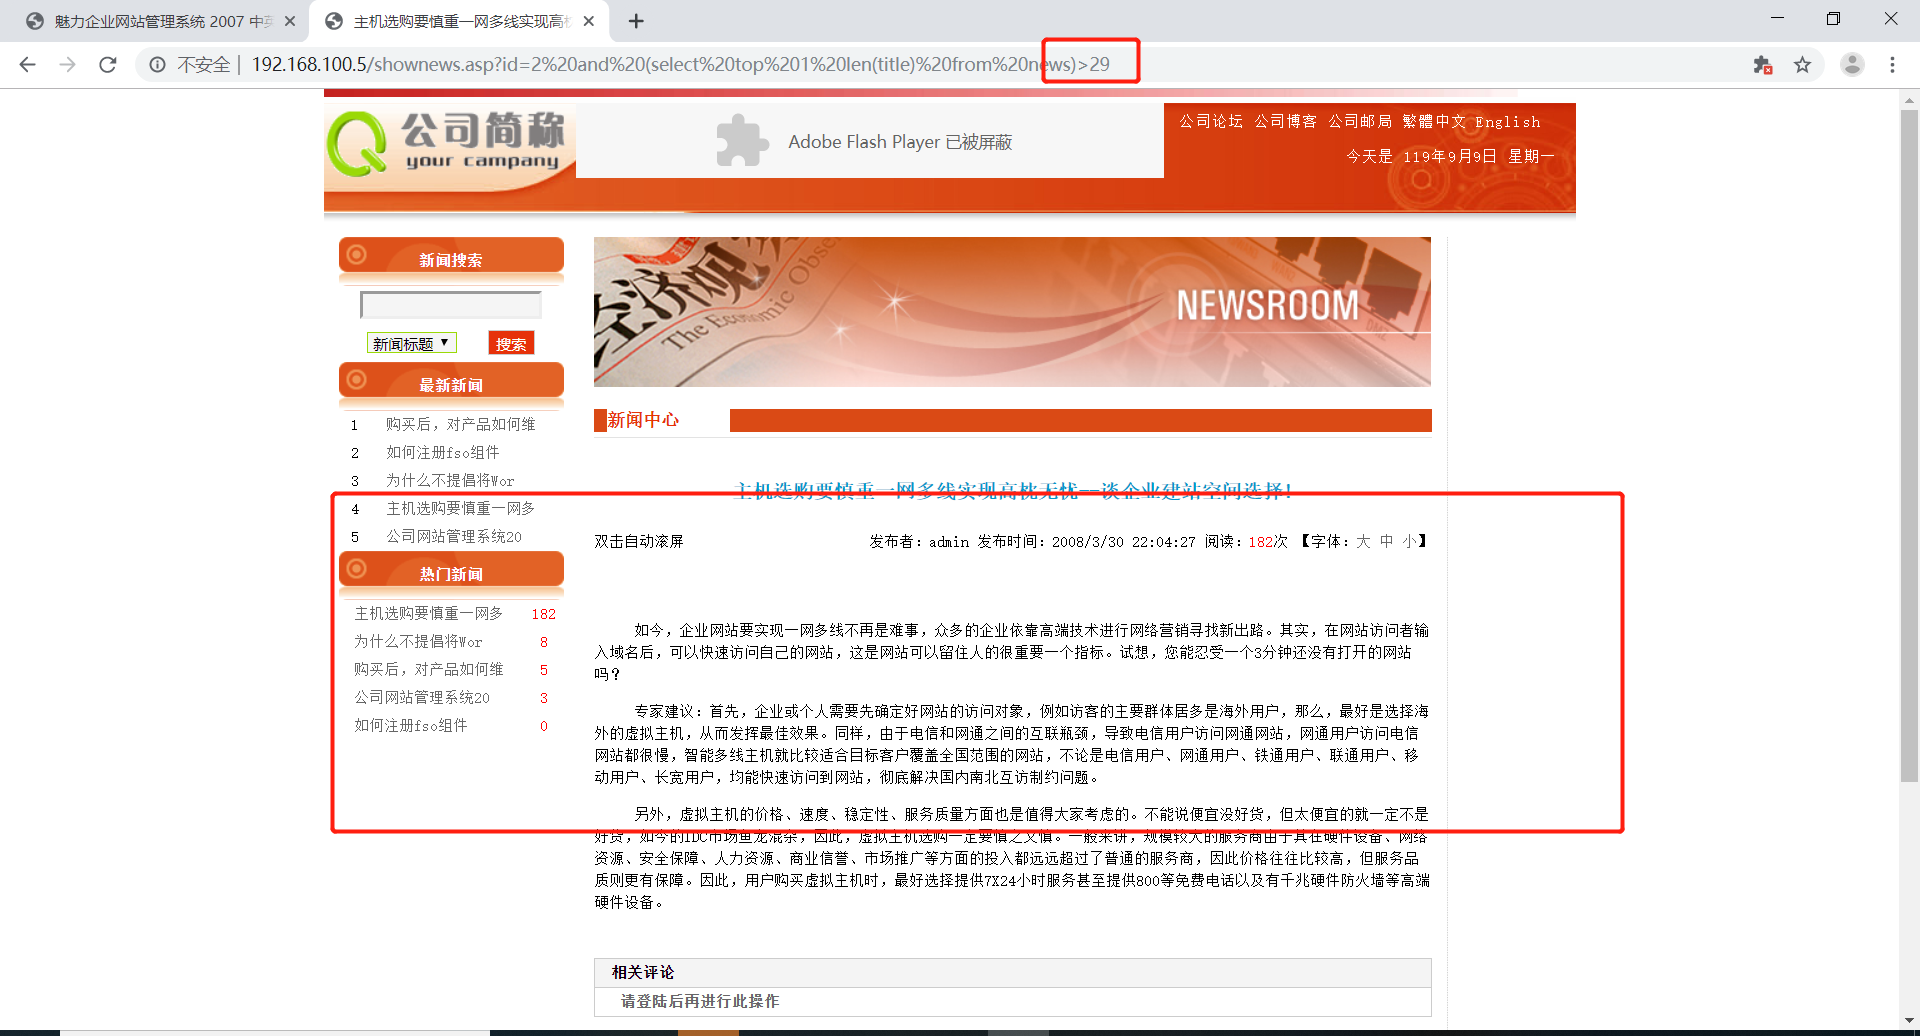 魅力企业网站管理系统 2007 中英
主机选购要慎重一网多线实现高枕
不安全 | 192.168.100.5/shownews.asp?id=2%20and%20(select%20top%201%20len(title)%20from%20news)>29
公司简称
your campany
Adobe Flash Player 已被屏蔽
公司论坛 公司博客 公司邮局 繁體中文 English
今天是 119年9月9日 星期一
新闻搜索
新闻标题
搜索
最新新闻
1 购买后，对产品如何维
2 如何注册fso组件
3 为什么不提倡将Wor
4 主机选购要慎重一网多
5 公司网站管理系统20
热门新闻
主机选购要慎重一网多 182
为什么不提倡将Wor 8
购买后，对产品如何维 5
公司网站管理系统20 3
如何注册fso组件 0
The Economic Obse
NEWSROOM
新闻中心
主机选购要慎重一网多线实现高枕无忧--谈企业建站空间选择！
双击自动滚屏 发布者：admin 发布时间：2008/3/30 22:04:27 阅读：182次 【字体：大 中 小】
如今，企业网站要实现一网多线不再是难事，众多的企业依靠高端技术进行网络营销寻找新出路。其实，在网站访问者输
入域名后，可以快速访问自己的网站，这是网站可以留住人的很重要一个指标。试想，您能忍受一个3分钟还没有打开的网站
吗？
专家建议：首先，企业或个人需要先确定好网站的访问对象，例如访客的主要群体居多是海外用户，那么，最好是选择海
外的虚拟主机，从而发挥最佳效果。同样，由于电信和网通之间的互联瓶颈，导致电信用户访问网通网站，网通用户访问电信
网站都很慢，智能多线主机就比较适合目标客户覆盖全国范围的网站，不论是电信用户、网通用户、铁通用户、联通用户、移
动用户、长宽用户，均能快速访问到网站，彻底解决国内南北互访制约问题。
另外，虚拟主机的价格、速度、稳定性、服务质量方面也是值得大家考虑的。不能说便宜没好货，但太便宜的就一定不是
好货，如今的IDC市场鱼龙混杂，因此，虚拟主机选购一定要慎之又慎。一般来讲，规模较大的服务商由于其在硬件设备、网络
资源、安全保障、人力资源、商业信誉、市场推广等方面的投入都远远超过了普通的服务商，因此价格往往比较高，但服务品
质则更有保障。因此，用户购买虚拟主机时，最好选择提供7X24小时服务甚至提供800等免费电话以及有千兆硬件防火墙等高端
硬件设备。
相关评论
请登陆后再进行此操作